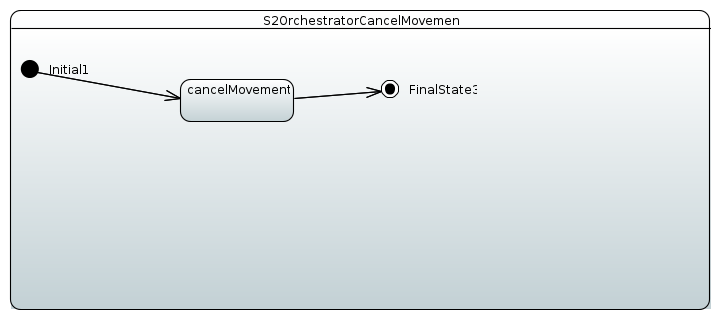 S2OrchestratorCancelMovemen
Initial1
cancelMovement
FinalState3